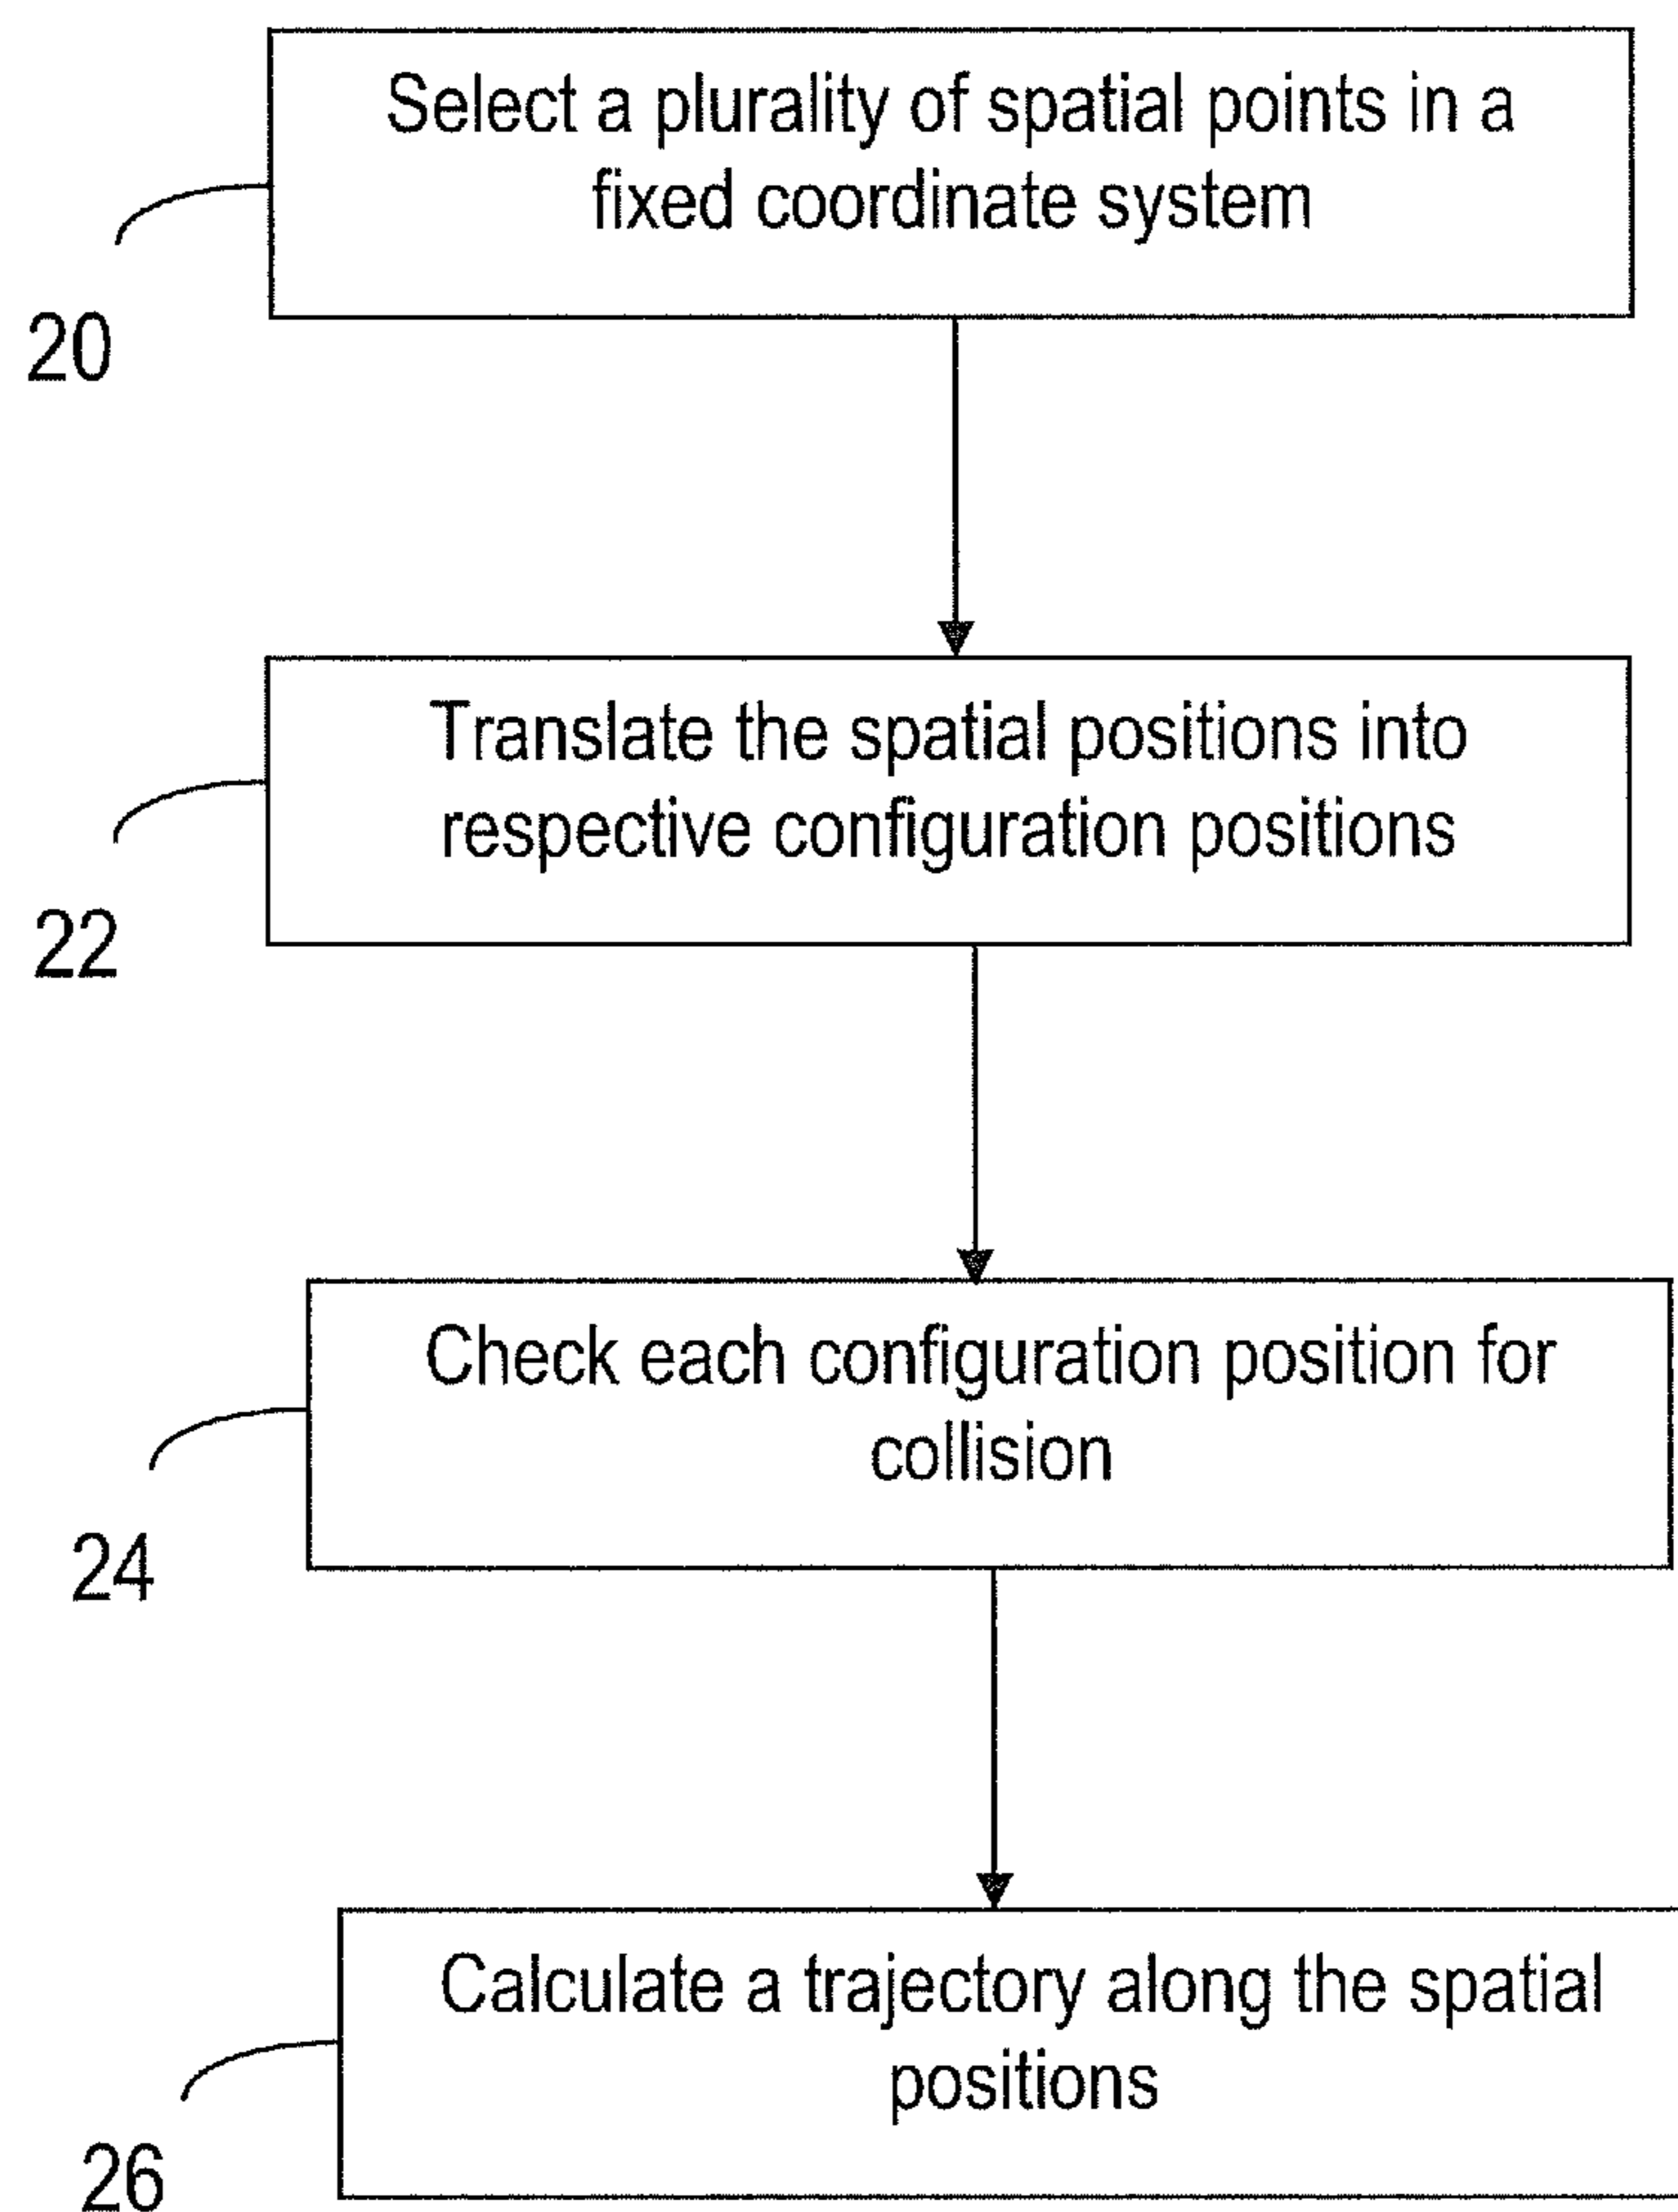 Select a plurality of spatial points in a
fixed coordinate system
20
Translate the spatial positions into
respective configuration positions
22
Check each configuration position for
collision
24
Calculate a trajectory along the spatial
positions
26